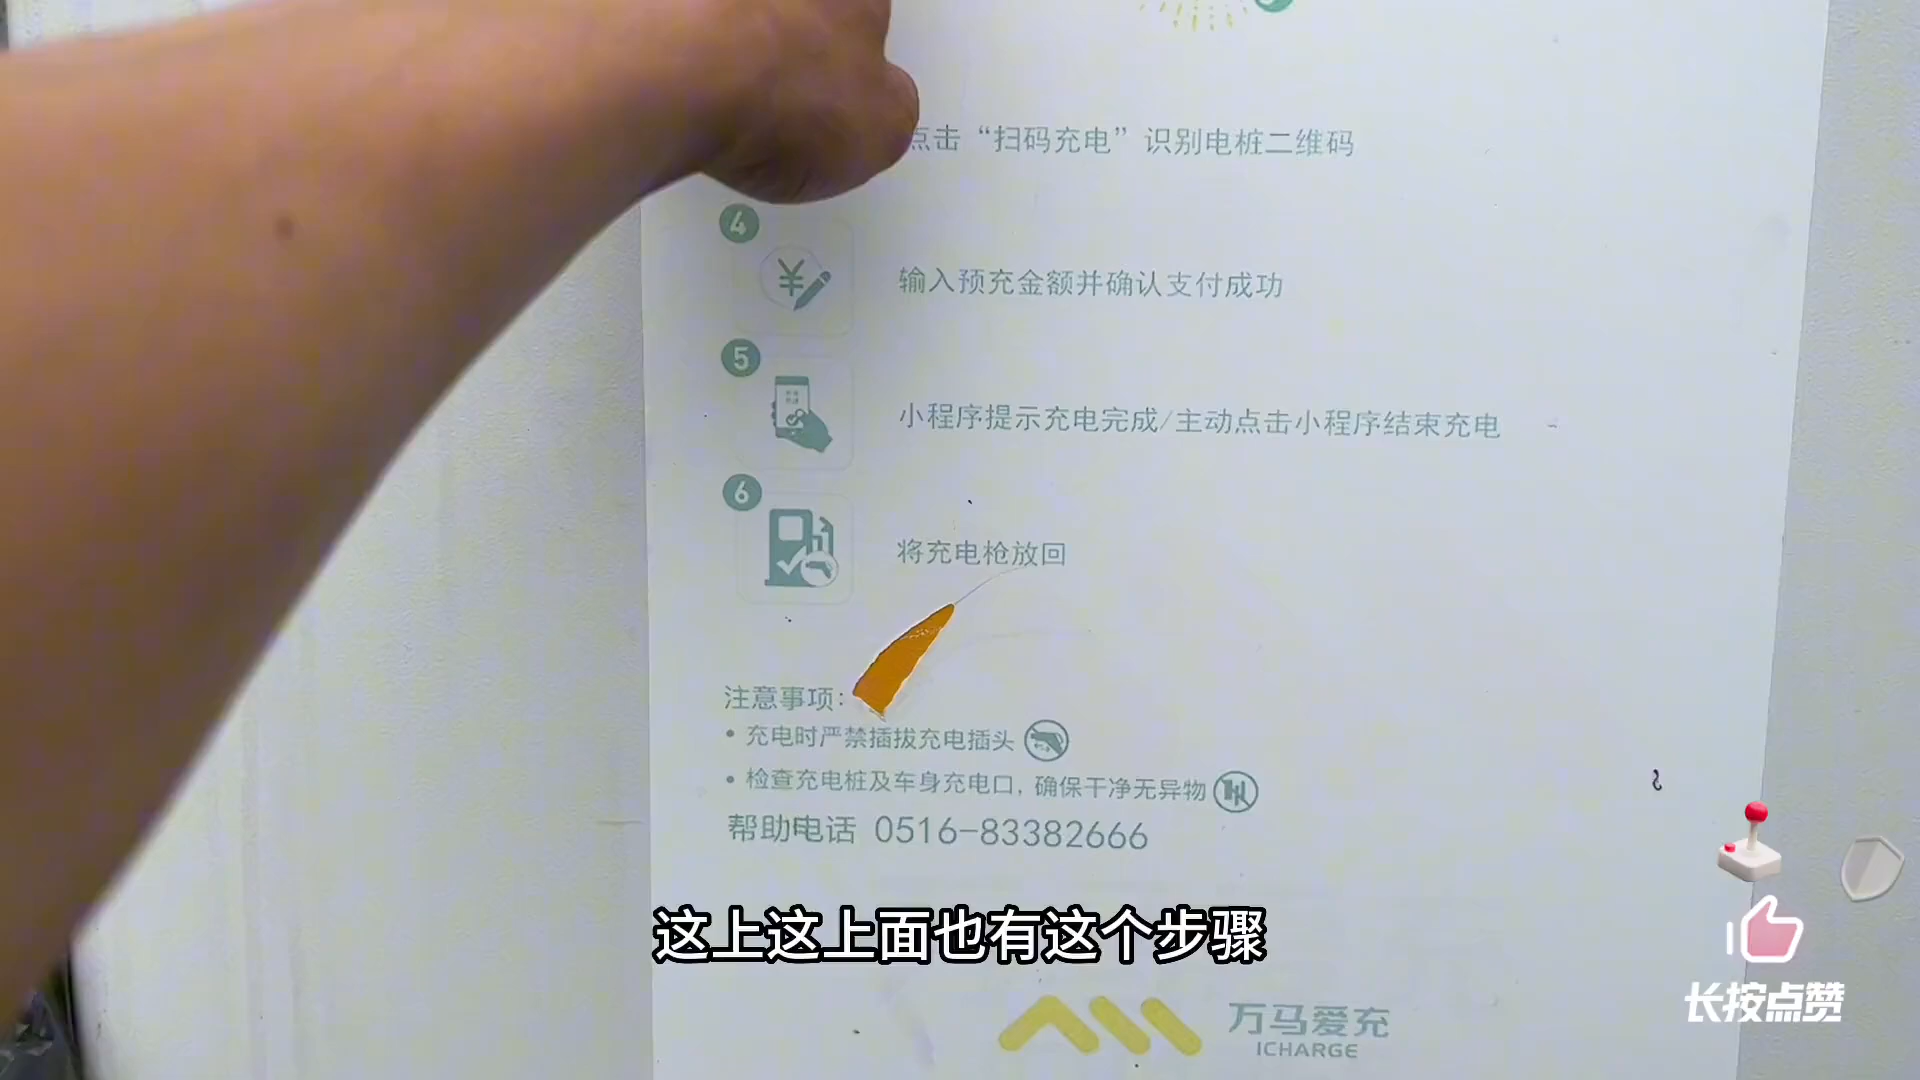 点击“扫码充电”识别电桩二维码
4
输入预充金额并确认支付成功
5
小程序提示充电完成/主动点击小程序结束充电
6
将充电枪放回
注意事项：
• 充电时严禁插拔充电插头
• 检查充电桩及车身充电口，确保干净无异物
帮助电话 0516-83382666
这上这上面也有这个步骤
长按点赞
万马爱充
ICHARGE